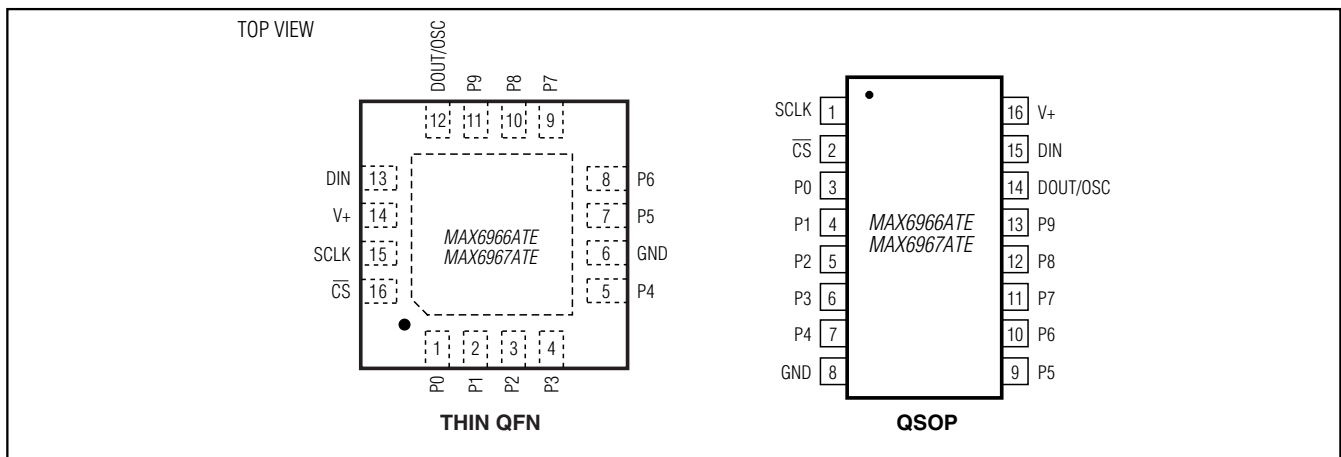 TOP VIEW
DOUT/OSC
P9
P8
P7
12
11
10
9
DIN 13
V+ 14
SCLK 15
CS 16
8 P6
7 P5
6 GND
5 P4
MAX6966ATE
MAX6967ATE
1
2
3
4
P0
P1
P2
P3
THIN QFN
SCLK 1
CS 2
P0 3
P1 4
P2 5
P3 6
P4 7
GND 8
MAX6966ATE
MAX6967ATE
16 V+
15 DIN
14 DOUT/OSC
13 P9
12 P8
11 P7
10 P6
9 P5
QSOP